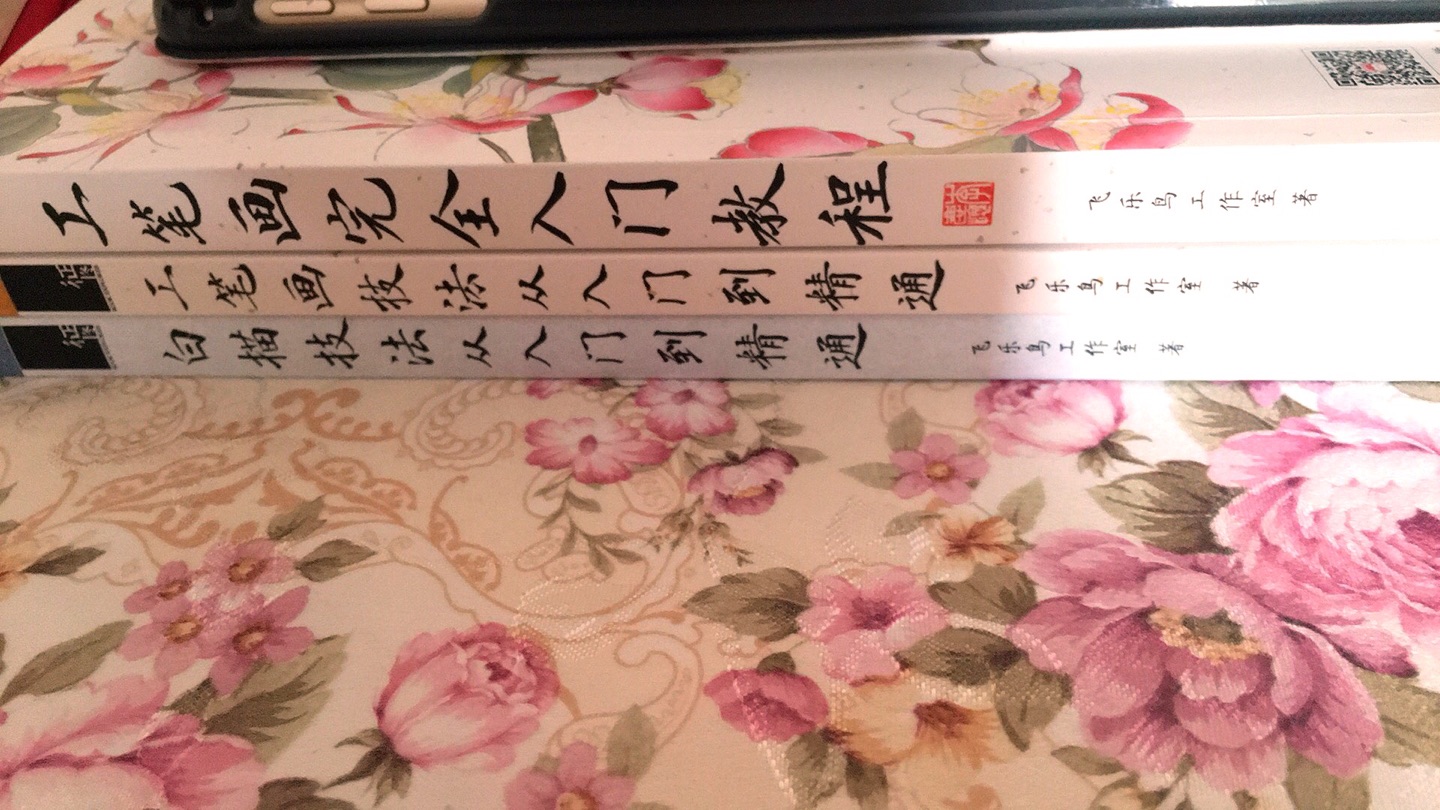 工笔画完全入门教程 飞乐鸟工作室 著
工笔画技法从入门到精通 飞乐鸟工作室 著
白描技法从入门到精通 飞乐鸟工作室 著